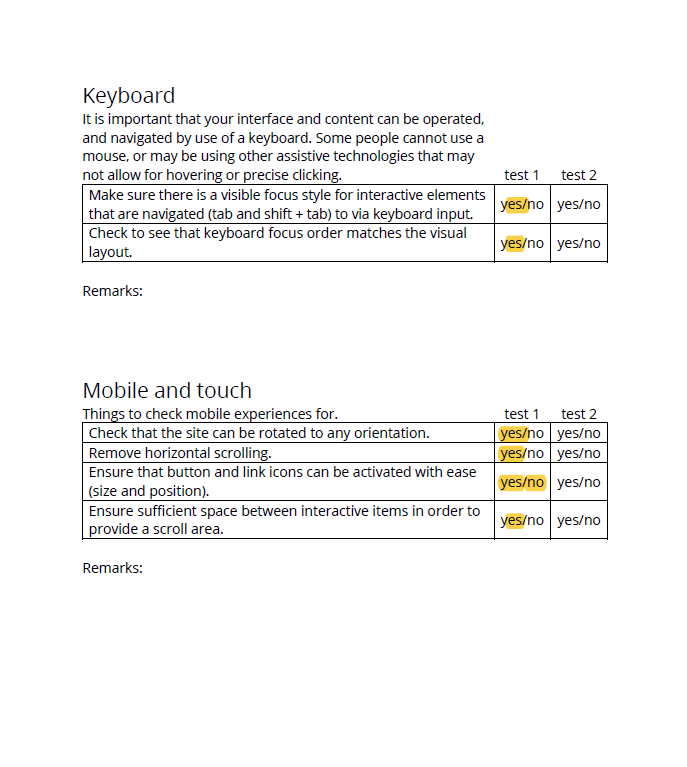 Keyboard
It is important that your interface and content can be operated,
and navigated by use of a keyboard. Some people cannot use a
mouse, or may be using other assistive technologies that may
not allow for hovering or precise clicking. test 1 test 2
Make sure there is a visible focus style for interactive elements
that are navigated (tab and shift + tab) to via keyboard input. yes/no yes/no
Check to see that keyboard focus order matches the visual
layout. yes/no yes/no
Remarks:
Mobile and touch
Things to check mobile experiences for. test 1 test 2
Check that the site can be rotated to any orientation. yes/no yes/no
Remove horizontal scrolling. yes/no yes/no
Ensure that button and link icons can be activated with ease
(size and position). yes/no yes/no
Ensure sufficient space between interactive items in order to
provide a scroll area. yes/no yes/no
Remarks: